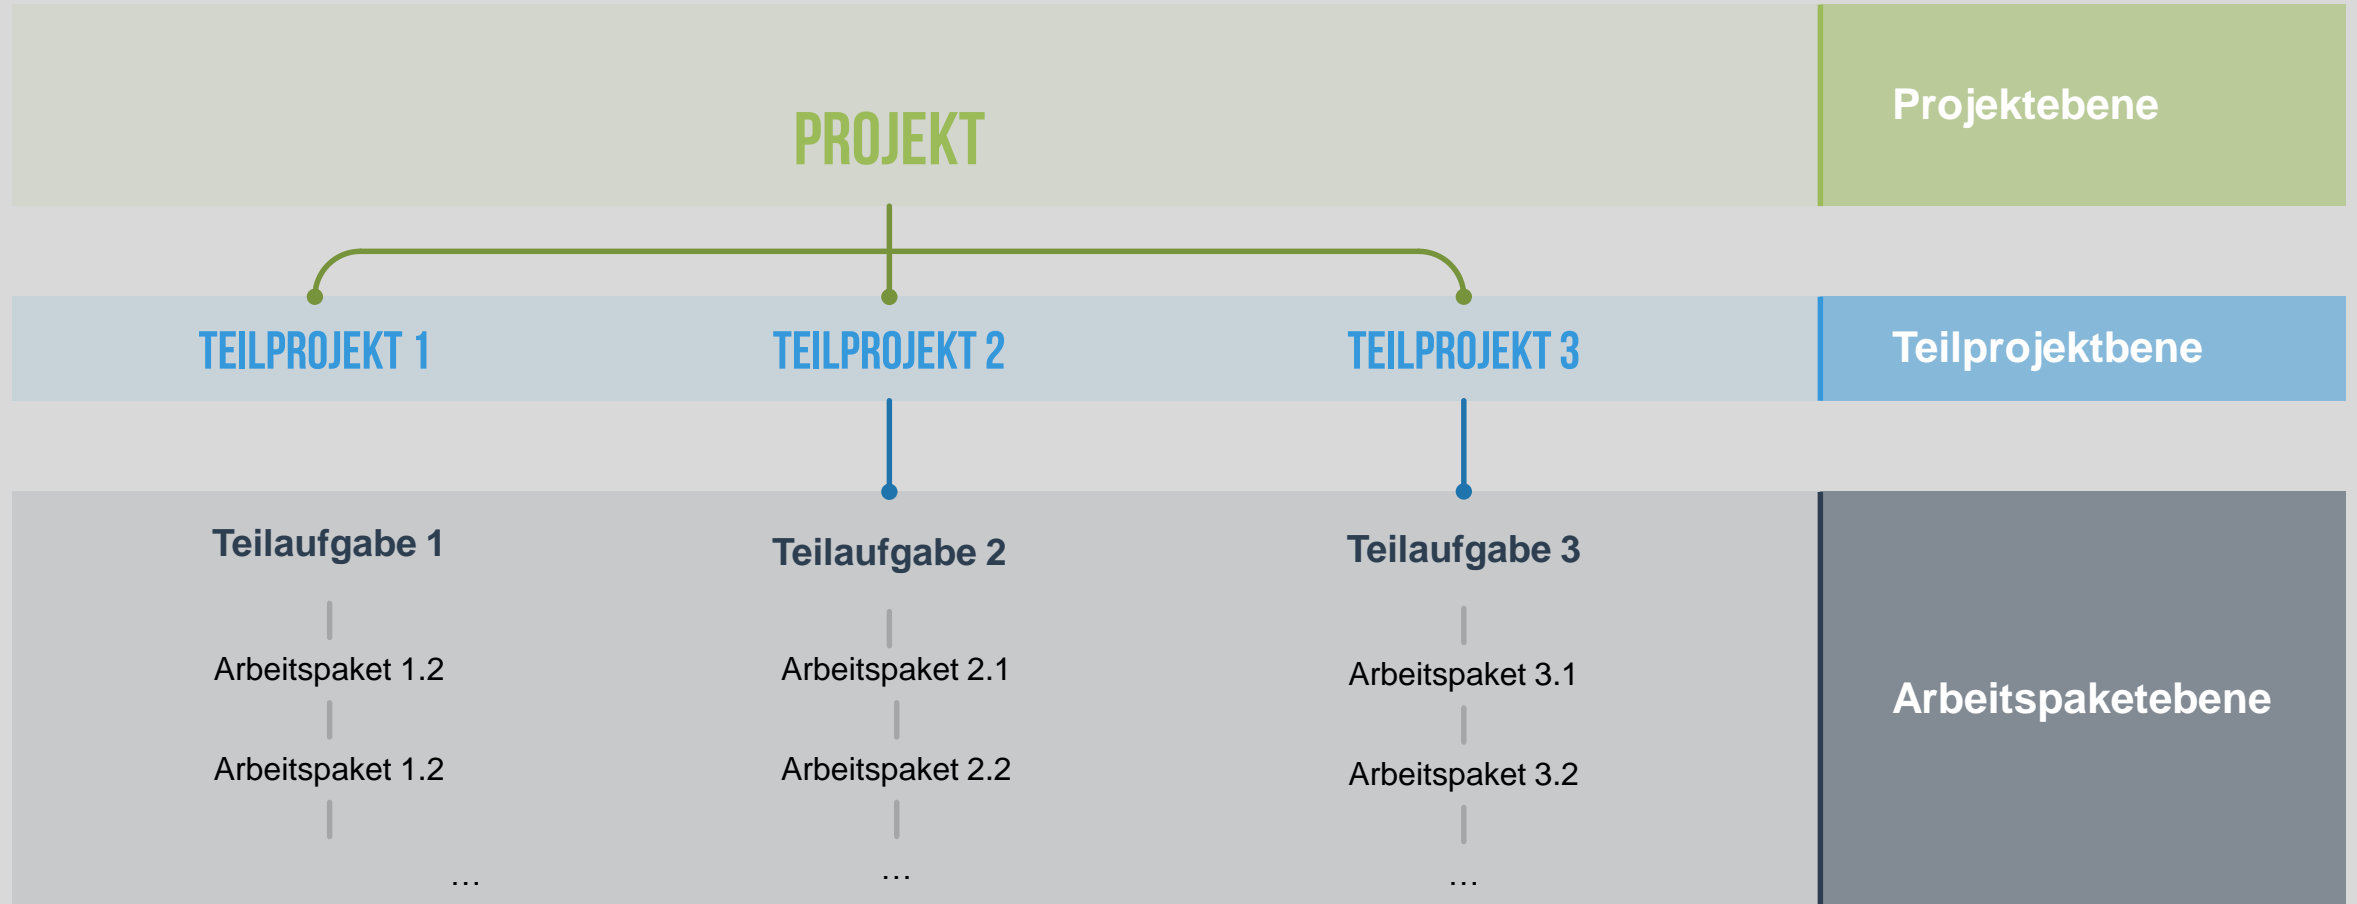 PROJEKT
Projektebene
TEILPROJEKT 1
TEILPROJEKT 2
TEILPROJEKT 3
Teilprojektbene
Teilaufgabe 1
Arbeitspaket 1.2
Arbeitspaket 1.2
...
Teilaufgabe 2
Arbeitspaket 2.1
Arbeitspaket 2.2
...
Teilaufgabe 3
Arbeitspaket 3.1
Arbeitspaket 3.2
...
Arbeitspaketebene